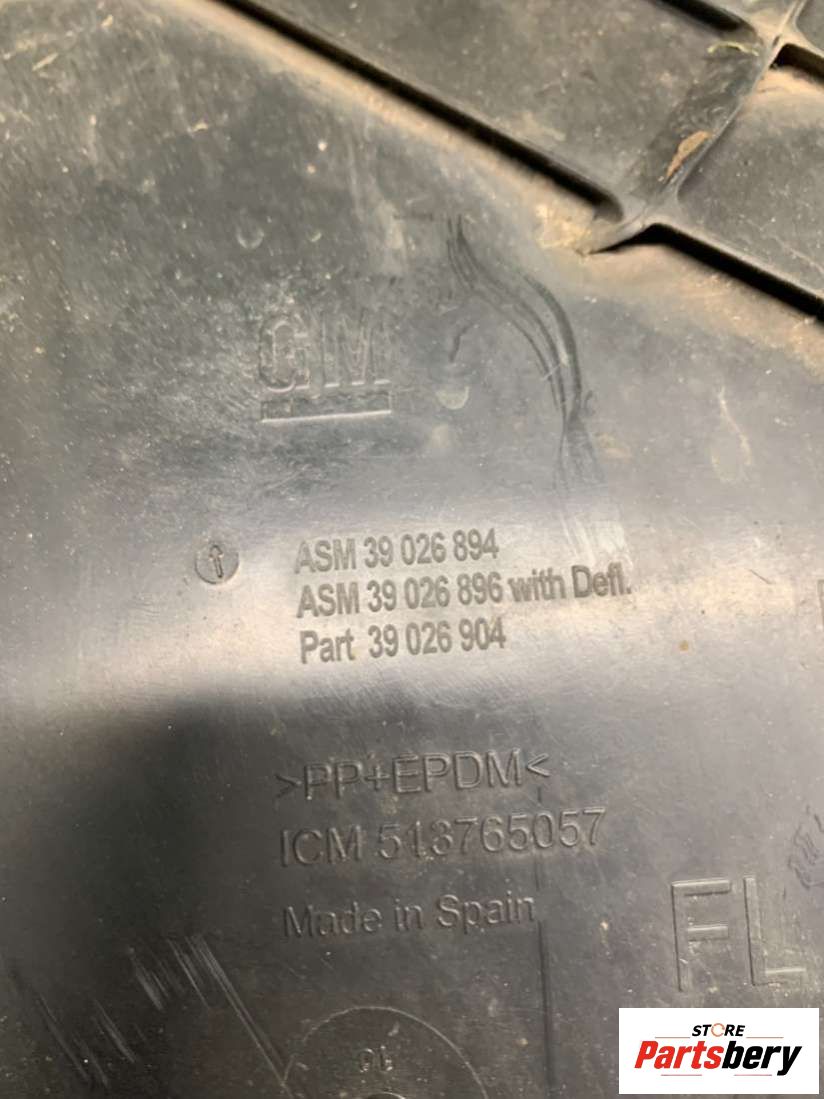 GM
ASM 39 026 894
ASM 39 026 896 with Defl.
Part 39 026 904
>PP+EPDM<
ICM 513765057
Made in Spain
FL
STORE
Partsbery